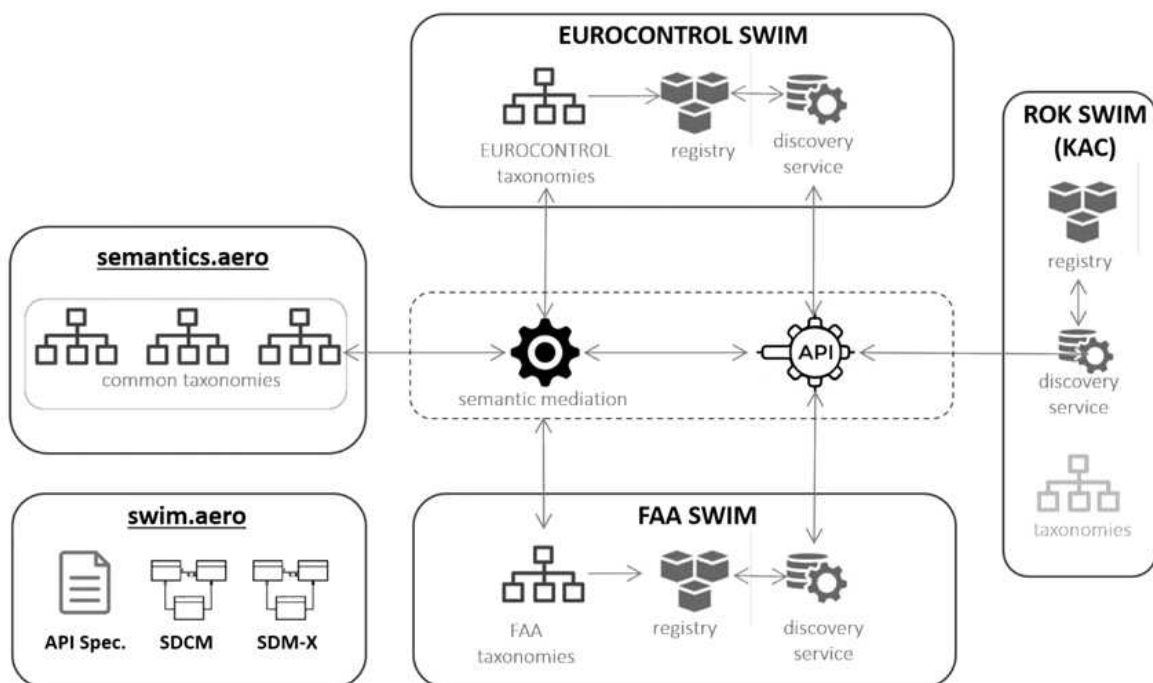 EUROCONTROL SWIM
EUROCONTROL
taxonomies
registry
discovery
service
ROK SWIM
(KAC)
registry
discovery
service
taxonomies
semantics.aero
common taxonomies
semantic mediation
API
swim.aero
API Spec.
SDCM
SDM-X
FAA SWIM
FAA
taxonomies
registry
discovery
service